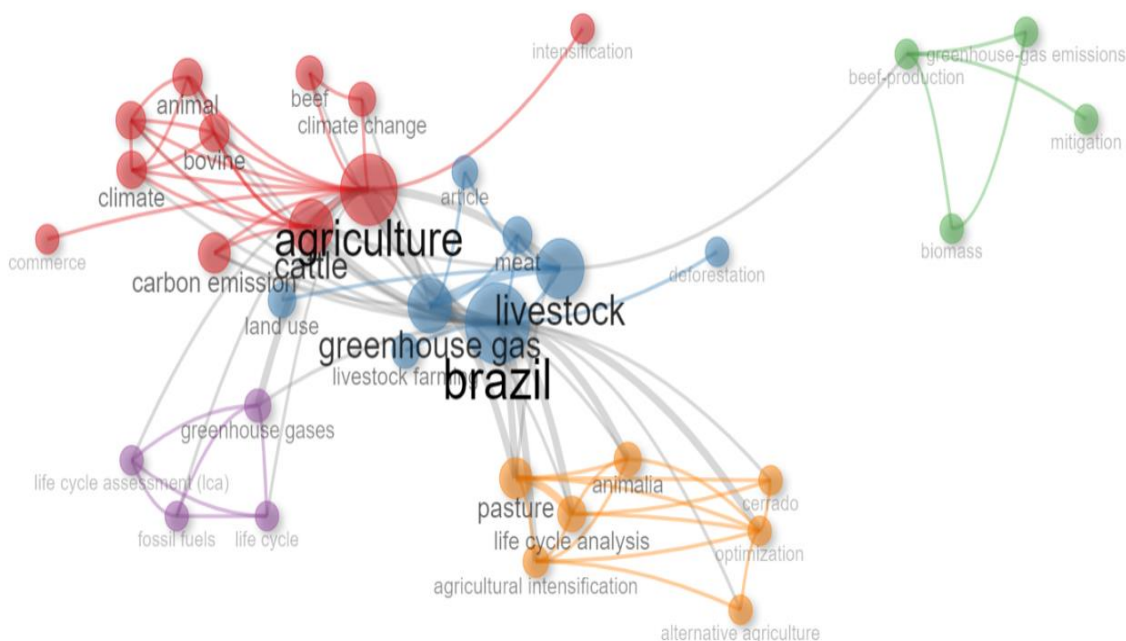 intensification
greenhouse-gas emissions
beef-production
beef
animal
climate change
mitigation
bovine
climate
article
agriculture
biomass
commerce
meat
cattle
deforestation
carbon emission
livestock
land use
greenhouse gas
livestock farming
brazil
greenhouse gases
life cycle assessment (lca)
animalia
cerrado
pasture
fossil fuels
life cycle
life cycle analysis
optimization
agricultural intensification
alternative agriculture